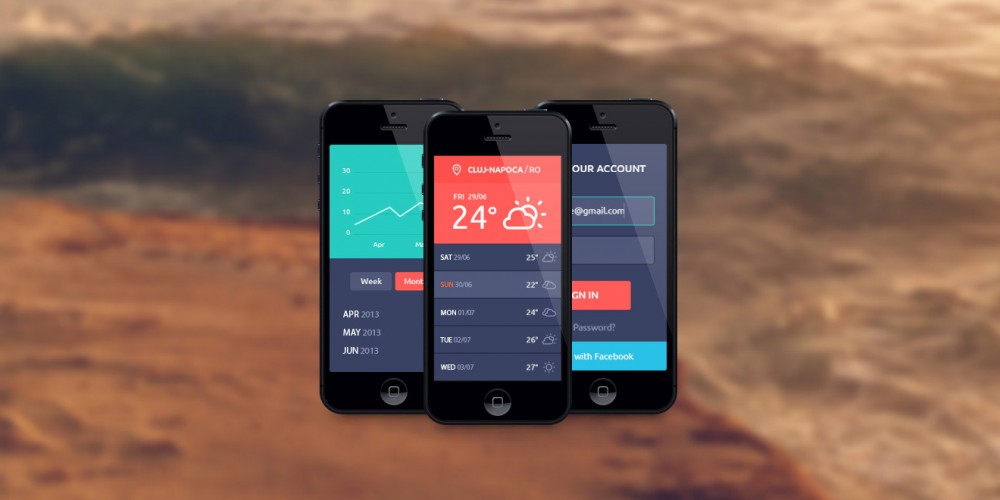 30
20
10
0
Apr
Week
APR 2013
MAY 2013
JUN 2013
CLUJ-NAPOCA / RO
FRI 29/06
24°
SAT 29/06 25°
SUN 30/06 22°
MON 01/07 24°
TUE 02/07 26°
WED 03/07 27°
OUR ACCOUNT
e@gmail.com
GN IN
Password?
with Facebook